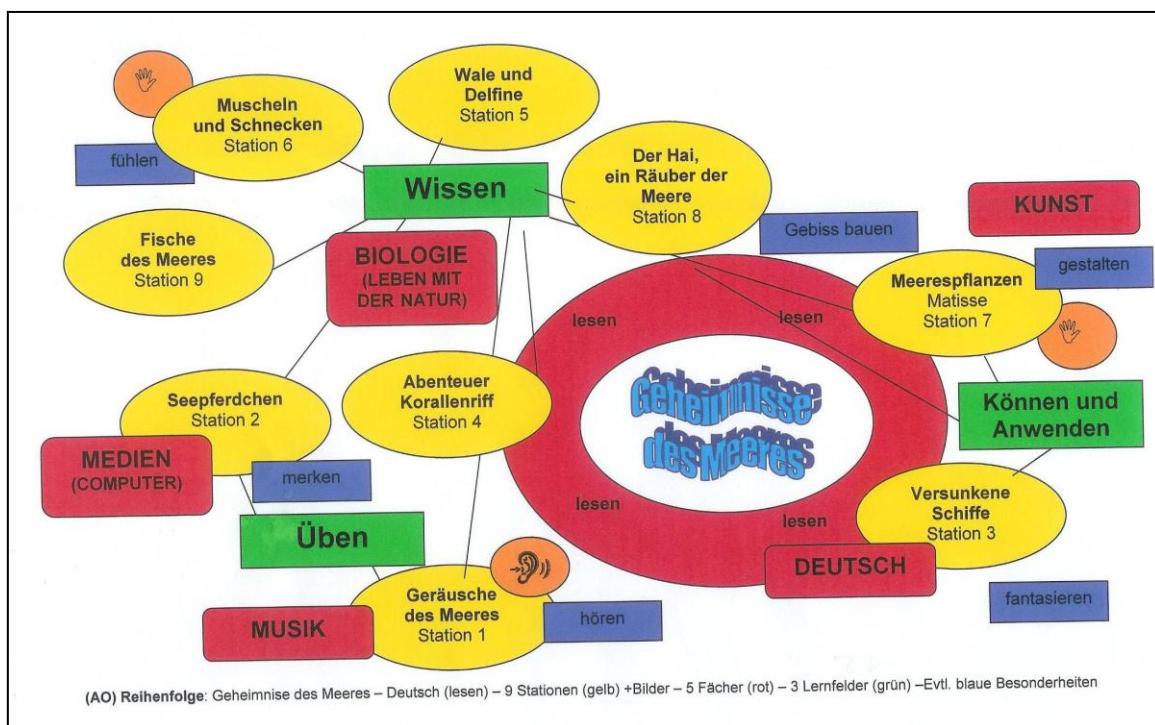 Wale und
Delfine
Station 5
Muscheln
und Schnecken
Station 6
fühlen
Wissen
Der Hai,
ein Räuber der
Meere
Station 8
KUNST
Gebiss bauen
gestalten
Fische
des Meeres
Station 9
BIOLOGIE
(LEBEN MIT
DER NATUR)
Meerespflanzen
Matisse
Station 7
lesen
lesen
Seepferdchen
Station 2
Abenteuer
Korallenriff
Station 4
Geheimnisse
des Meeres
Können und
Anwenden
MEDIEN
(COMPUTER)
merken
lesen
lesen
Versunkene
Schiffe
Station 3
Üben
DEUTSCH
Geräusche
des Meeres
Station 1
hören
fantasieren
MUSIK
(AO) Reihenfolge: Geheimnise des Meeres – Deutsch (lesen) – 9 Stationen (gelb) +Bilder – 5 Fächer (rot) – 3 Lernfelder (grün) –Evtl. blaue Besonderheiten